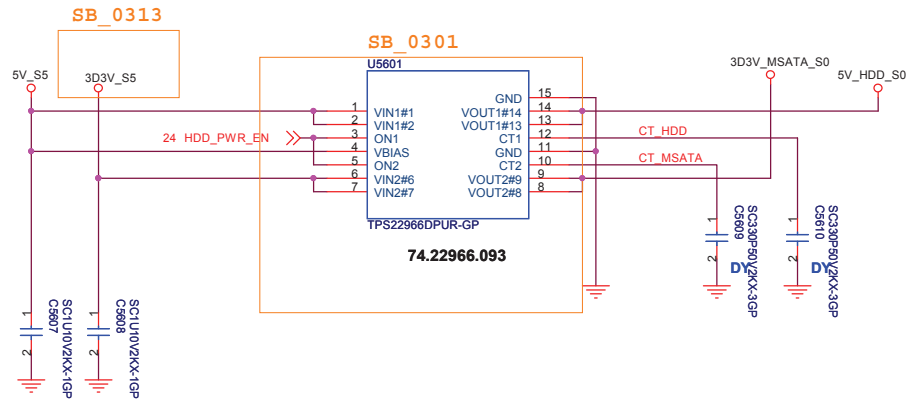 SB_0313
SB_0301
5V_S5
3D3V_S5
3D3V_MSATA_S0
5V_HDD_S0
U5601
1 VIN1#1
2 VIN1#2
3 ON1
4 VBIAS
5 ON2
6 VIN2#6
7 VIN2#7
GND 15
VOUT1#14 14
VOUT1#13 13
CT1 12
GND 11
CT2 10
VOUT2#9 9
VOUT2#8 8
24 HDD_PWR_EN
CT_HDD
CT_MSATA
TPS22966DPUR-GP
74.22966.093
1
2
C5609
SC330P50V2KX-3GP
DY
1
2
C5610
SC330P50V2KX-3GP
DY
1
2
C5607
SC1U10V2KX-1GP
1
2
C5608
SC1U10V2KX-1GP